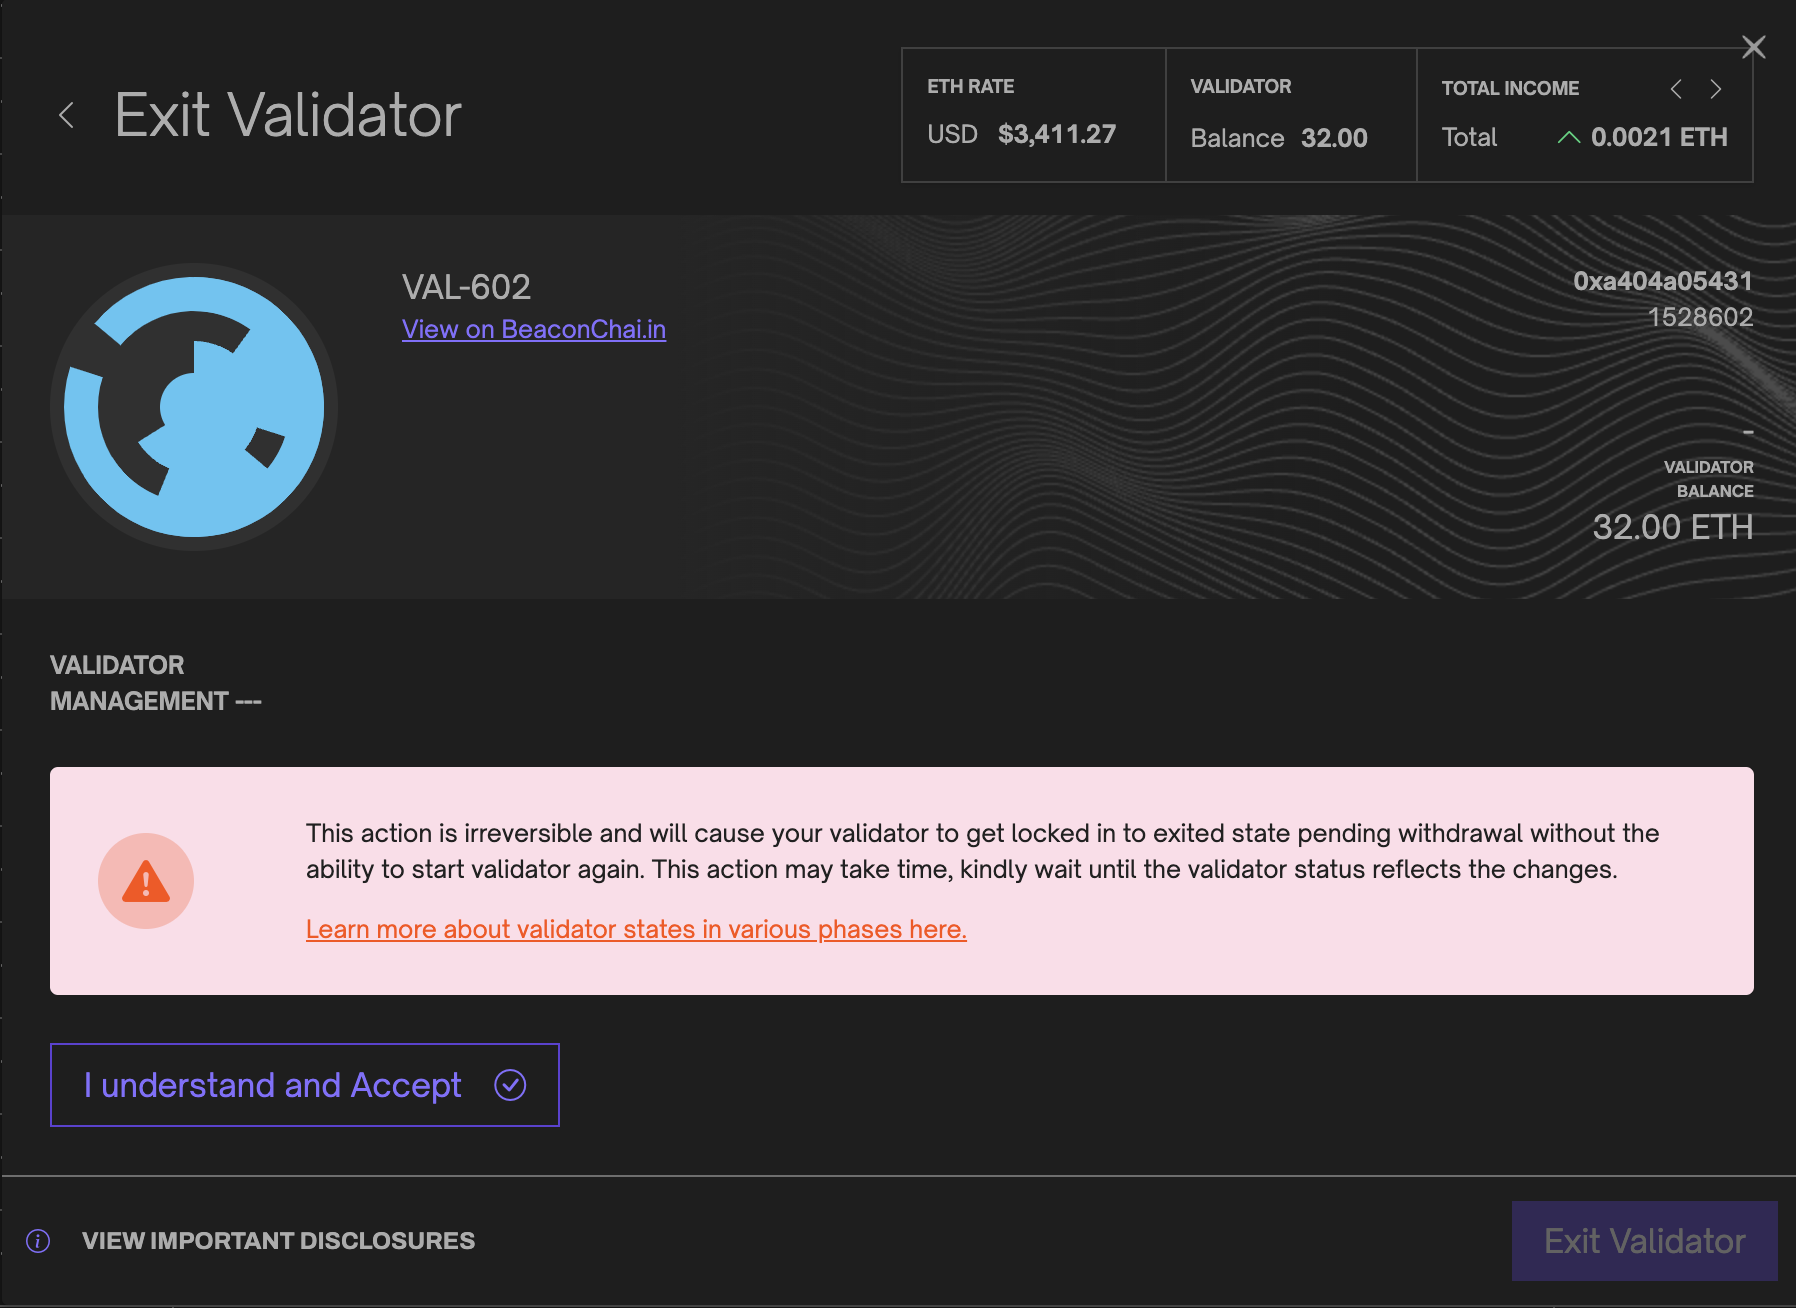 Exit Validator
ETH RATE
USD $3,411.27
VALIDATOR
Balance 32.00
TOTAL INCOME
Total 0.0021 ETH
VAL-602
View on BeaconChai.in
0xa404a05431
1528602
-
VALIDATOR
BALANCE
32.00 ETH
VALIDATOR
MANAGEMENT ---
This action is irreversible and will cause your validator to get locked in to exited state pending withdrawal without the
ability to start validator again. This action may take time, kindly wait until the validator status reflects the changes.
Learn more about validator states in various phases here.
I understand and Accept
VIEW IMPORTANT DISCLOSURES
Exit Validator